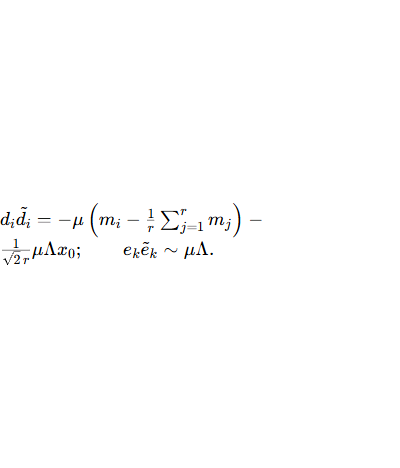 $d_i \tilde{d}_i = -\mu \left( m_i - \frac{1}{r} \sum_{j=1}^{r} m_j \right) -$
$\frac{1}{\sqrt{2}\, r} \mu \Lambda x_0; \qquad e_k \tilde{e}_k \sim \mu \Lambda.$